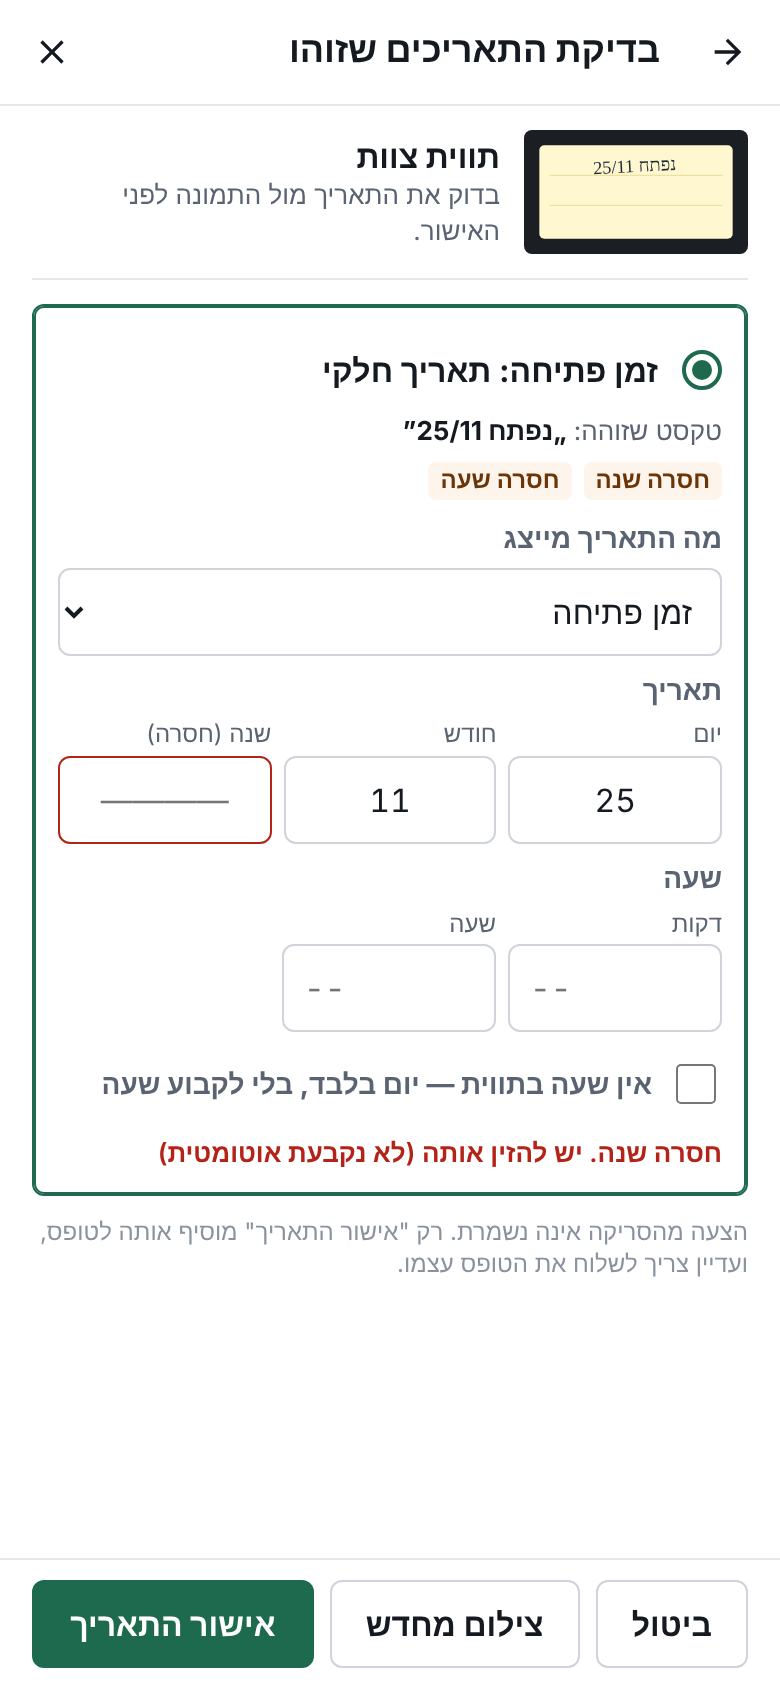 בדיקת התאריכים שזוהו
נפתח 25/11
תווית צוות
בדוק את התאריך מול התמונה לפני
האישור.
זמן פתיחה: תאריך חלקי
טקסט שזוהה: „נפתח 25/11”
חסרה שנה
חסרה שעה
מה התאריך מייצג
זמן פתיחה
תאריך
יום
חודש
שנה (חסרה)
25
11
————
שעה
דקות
שעה
--
--
אין שעה בתווית — יום בלבד, בלי לקבוע שעה
חסרה שנה. יש להזין אותה (לא נקבעת אוטומטית)
הצעה מהסריקה אינה נשמרת. רק "אישור התאריך" מוסיף אותה לטופס,
ועדיין צריך לשלוח את הטופס עצמו.
ביטול
צילום מחדש
אישור התאריך